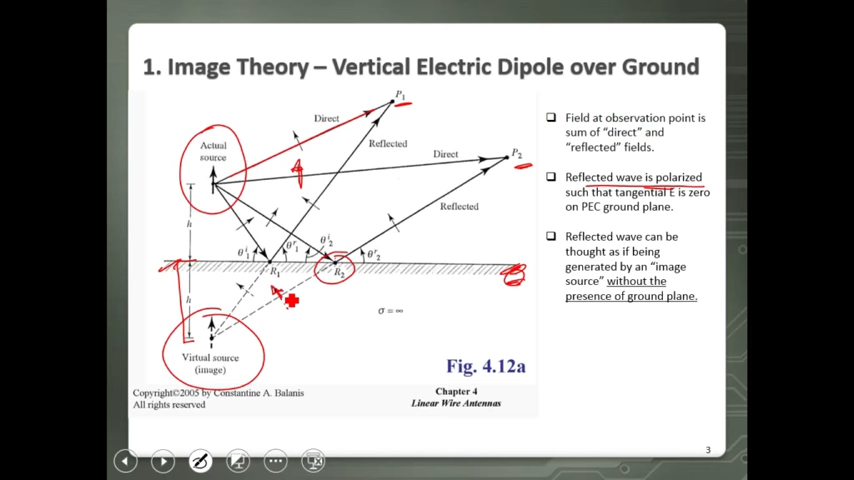 1. Image Theory – Vertical Electric Dipole over Ground
P1
Direct
Actual
source
Reflected
P2
Direct
Reflected
h
θ1^i
θ1^r
θ2^i
θ2^r
R1
R2
h
σ = ∞
Virtual source
(image)
Fig. 4.12a
Copyright©2005 by Constantine A. Balanis
All rights reserved
Chapter 4
Linear Wire Antennas
Field at observation point is
sum of “direct” and
“reflected” fields.
Reflected wave is polarized
such that tangential E is zero
on PEC ground plane.
Reflected wave can be
thought as if being
generated by an “image
source” without the
presence of ground plane.
3